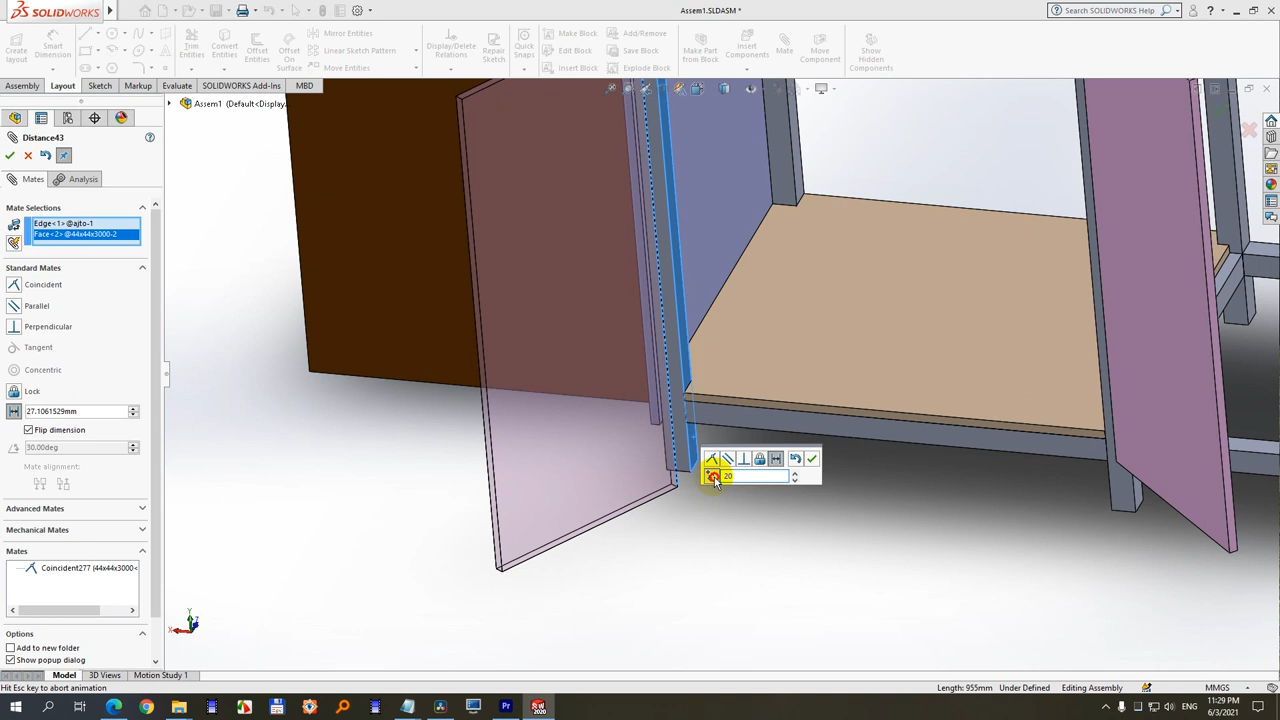 SOLIDWORKS
Assem1.SLDASM *
Search SOLIDWORKS Help
Create Layout
Smart Dimension
Trim Entities
Convert Entities
Offset Entities
Offset On Surface
Mirror Entities
Linear Sketch Pattern
Move Entities
Display/Delete Relations
Repair Sketch
Quick Snaps
Make Block
Edit Block
Insert Block
Add/Remove
Save Block
Explode Block
Make Part from Block
Insert Components
Mate
Move Component
Show Hidden Components
Assembly
Layout
Sketch
Markup
Evaluate
SOLIDWORKS Add-Ins
MBD
Assem1 (Default<Display.
Distance43
Mates
Analysis
Mate Selections
Edge<1> @ajto-1
Face<2> @44x44x3000-2
Standard Mates
Coincident
Parallel
Perpendicular
Tangent
Concentric
Lock
27.1061529mm
Flip dimension
30.00deg
Mate alignment:
Advanced Mates
Mechanical Mates
Mates
Coincident277 (44x44x3000<
Options
Add to new folder
Show popup dialog
20
Model
3D Views
Motion Study 1
Hit Esc key to abort animation
Length: 955mm
Under Defined
Editing Assembly
MMGS
11:29 PM
6/3/2021